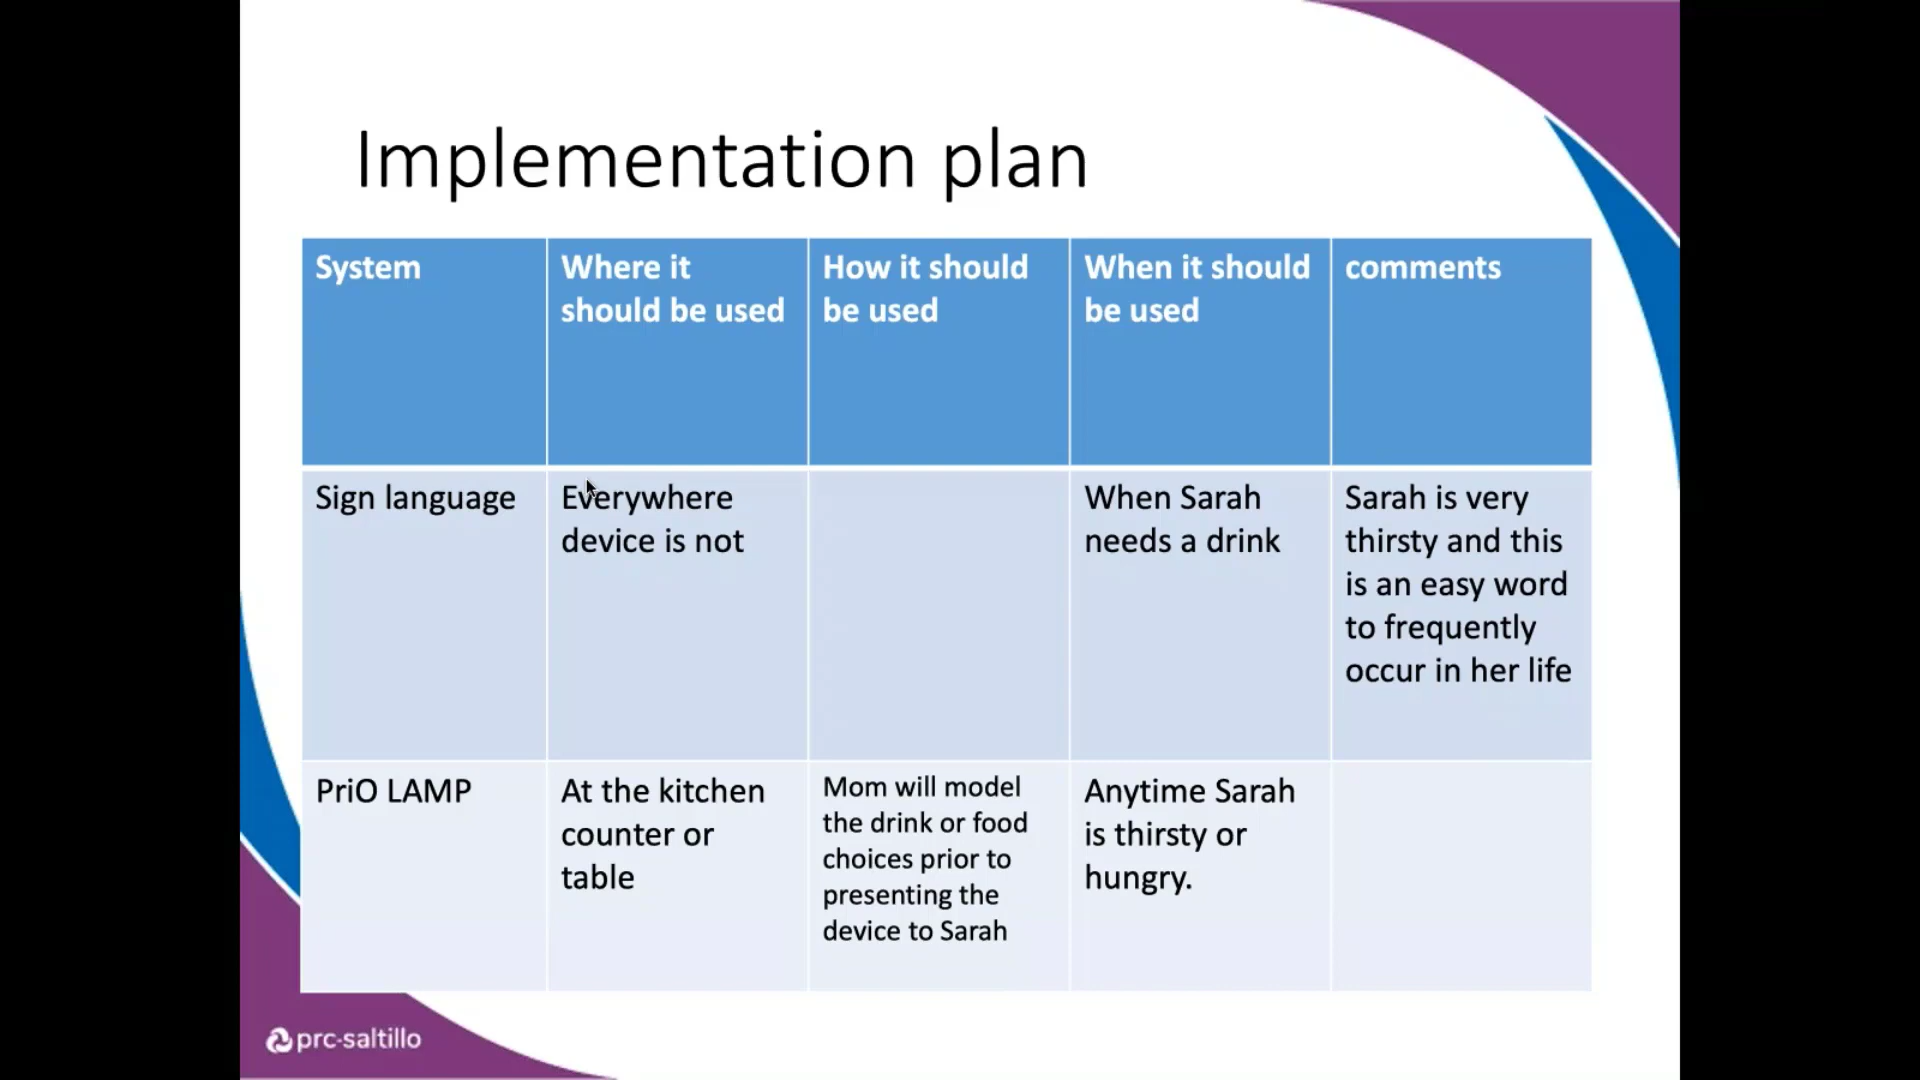 Implementation plan
System
Where it
should be used
How it should
be used
When it should
be used
comments
Sign language
Everywhere
device is not
When Sarah
needs a drink
Sarah is very
thirsty and this
is an easy word
to frequently
occur in her life
PriO LAMP
At the kitchen
counter or
table
Mom will model
the drink or food
choices prior to
presenting the
device to Sarah
Anytime Sarah
is thirsty or
hungry.
prc-saltillo